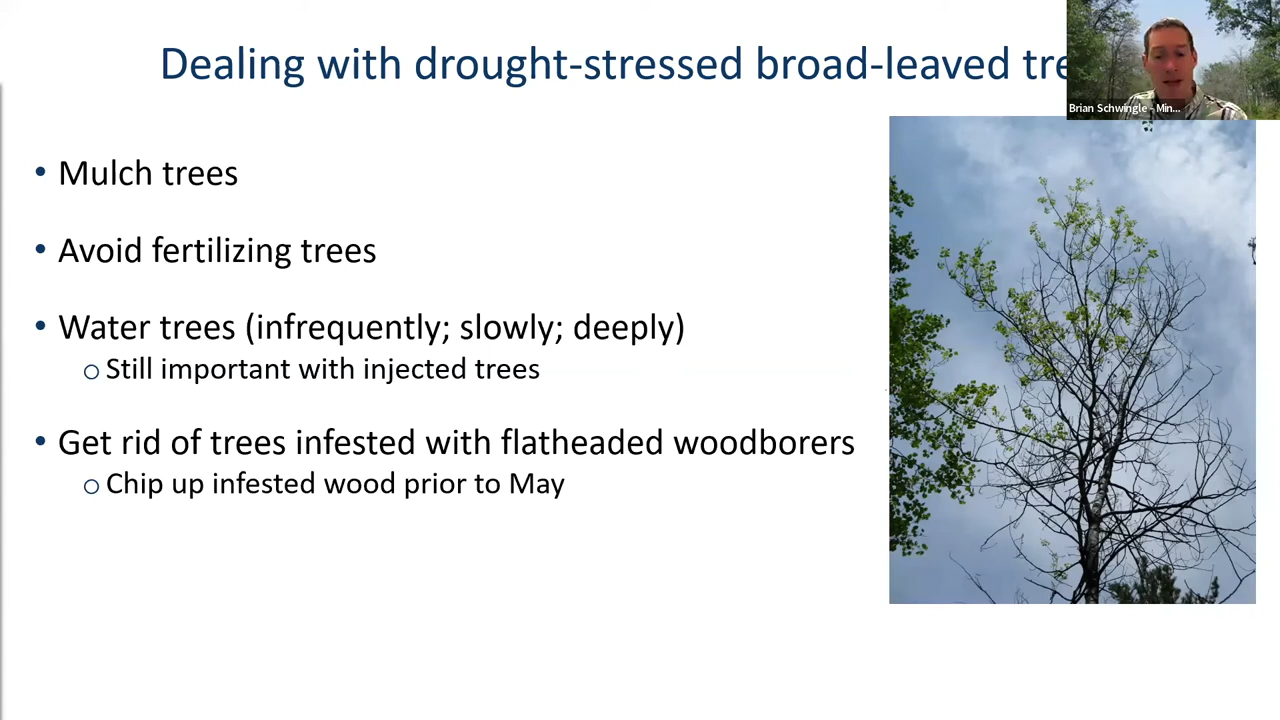 Dealing with drought-stressed broad-leaved tre
Brian Schwingle - Min...
• Mulch trees
• Avoid fertilizing trees
• Water trees (infrequently; slowly; deeply)
o Still important with injected trees
• Get rid of trees infested with flatheaded woodborers
o Chip up infested wood prior to May